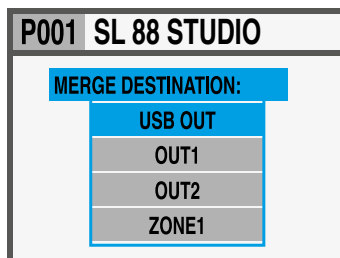 P001 SL 88 STUDIO
MERGE DESTINATION:
USB OUT
OUT1
OUT2
ZONE1